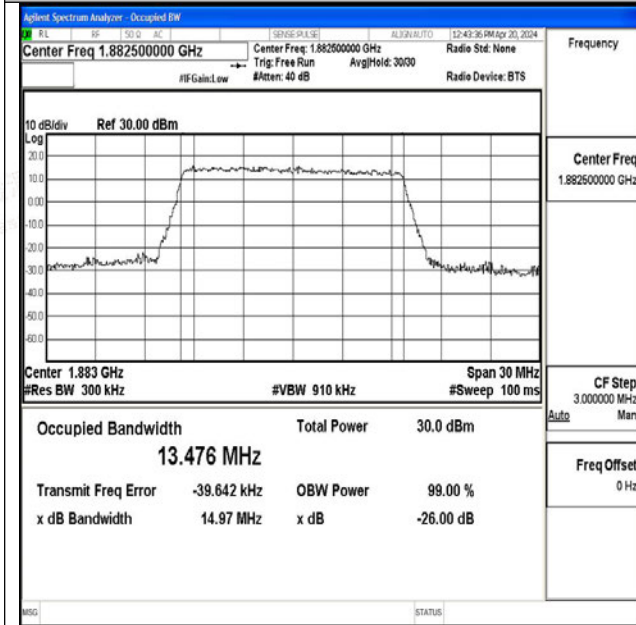 Agilent Spectrum Analyzer - Occupied BW
RL RF 50 Ω AC SENSE:PULSE ALIGNAUTO 12:43:36 PM Apr 20, 2024
Center Freq 1.882500000 GHz
Center Freq: 1.882500000 GHz
Radio Std: None
Trig: Free Run Avg|Hold: 30/30
#IFGain:Low #Atten: 40 dB Radio Device: BTS
Frequency
10 dB/div Ref 30.00 dBm
Log
20.0
10.0
0.00
-10.0
-20.0
-30.0
-40.0
-50.0
-60.0
Center 1.883 GHz Span 30 MHz
#Res BW 300 kHz #VBW 910 kHz #Sweep 100 ms
Occupied Bandwidth Total Power 30.0 dBm
13.476 MHz
Transmit Freq Error -39.642 kHz OBW Power 99.00 %
x dB Bandwidth 14.97 MHz x dB -26.00 dB
Center Freq
1.882500000 GHz
CF Step
3.000000 MHz
Auto Man
Freq Offset
0 Hz
MSG STATUS